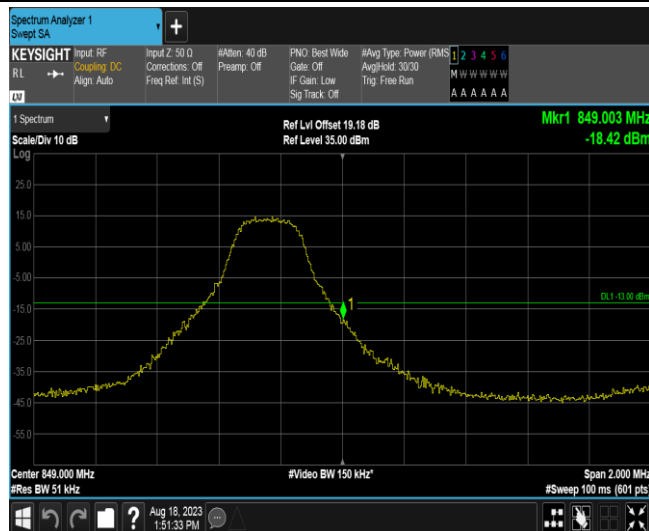 Spectrum Analyzer 1
Swept SA
+
KEYSIGHT
RL
LXI
Input: RF
Coupling: DC
Align: Auto
Input Z: 50 Ω
Corrections: Off
Freq Ref: Int (S)
#Atten: 40 dB
Preamp: Off
PNO: Best Wide
Gate: Off
IF Gain: Low
Sig Track: Off
#Avg Type: Power (RMS
Avg|Hold: 30/30
Trig: Free Run
1 2 3 4 5 6
M W W W W W
A A A A A A
1 Spectrum
Scale/Div 10 dB
Log
Ref Lvl Offset 19.18 dB
Ref Level 35.00 dBm
Mkr1 849.003 MHz
-18.42 dBm
25.0
15.0
5.00
-5.00
DL1 -13.00 dBm
1
-15.0
-25.0
-35.0
-45.0
-55.0
Center 849.000 MHz
#Res BW 51 kHz
#Video BW 150 kHz*
Span 2.000 MHz
#Sweep 100 ms (601 pts)
?
Aug 18, 2023
1:51:33 PM